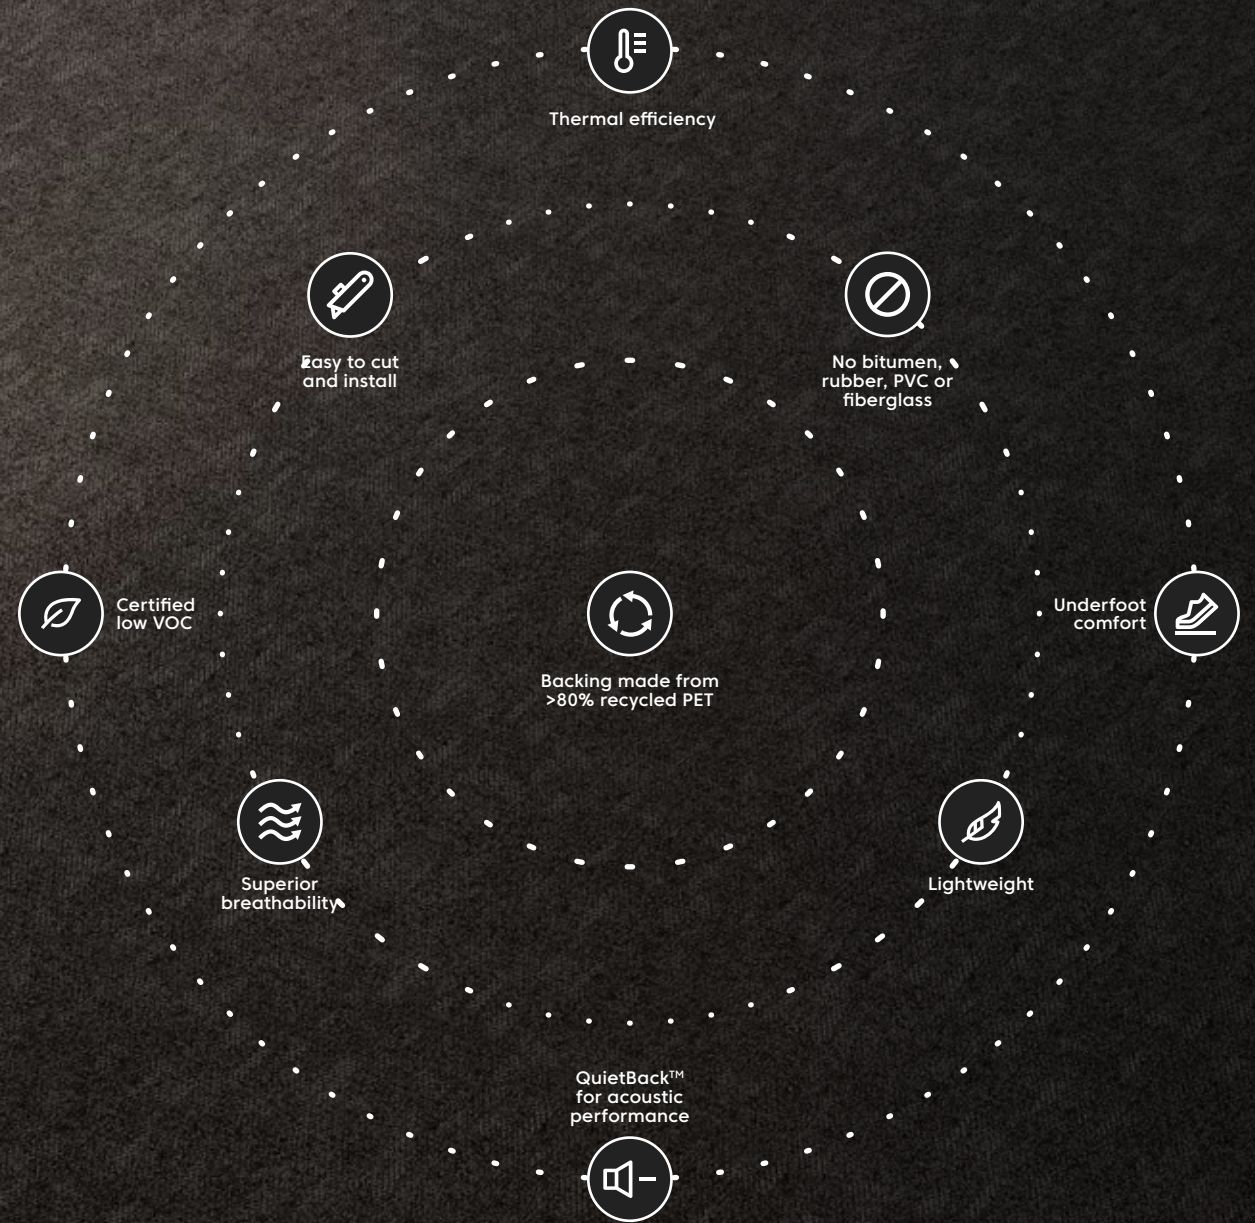 Thermal efficiency
Easy to cut
and install
No bitumen,
rubber, PVC or
fiberglass
Certified
low VOC
Underfoot
comfort
Backing made from
>80% recycled PET
Superior
breathability
Lightweight
QuietBack™
for acoustic
performance